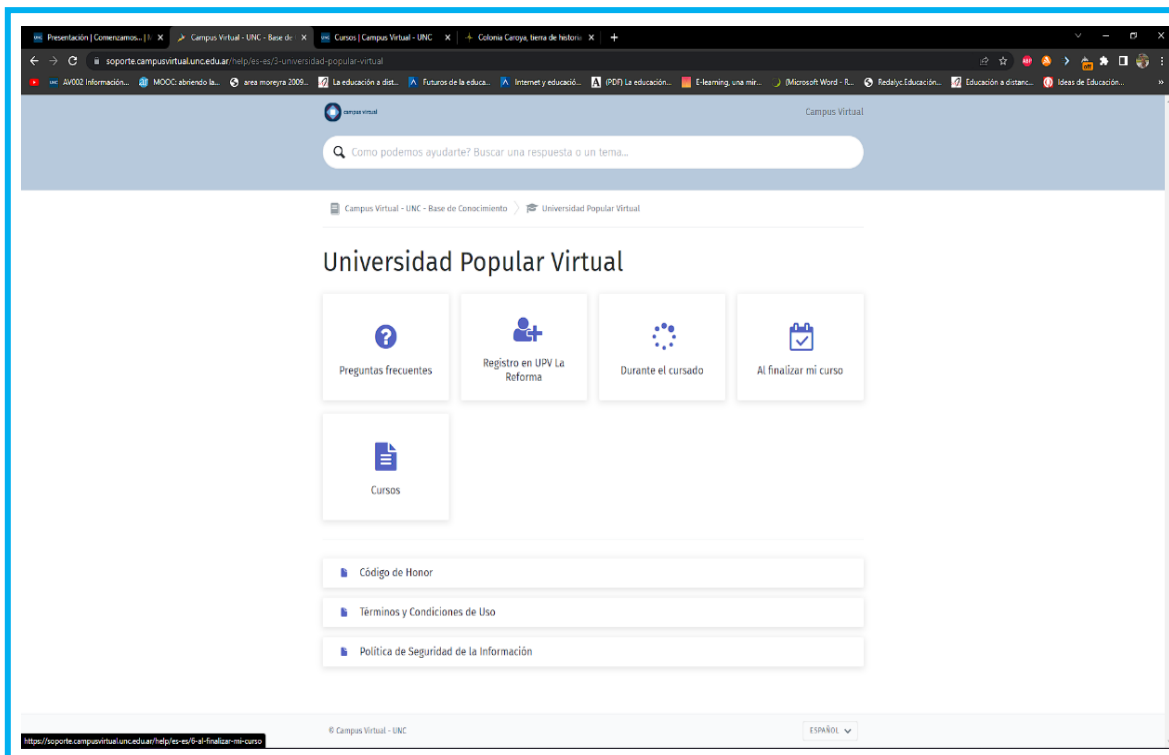 Presentación | Comenzamos... | 
Campus Virtual - UNC - Base de
Cursos | Campus Virtual - UNC
Colonia Caroya, tierra de histori
soporte.campusvirtual.unc.edu.ar/help/es-es/3-universidad-popular-virtual
AV002 Información...
MOOC: abriendo la...
area moreyra 2009...
La educación a dist...
Futuros de la educa...
Internet y educació...
(PDF) La educación...
E-learning, una mir...
(Microsoft Word - R...
Redalyc.Educación...
Educación a distanc...
Ideas de Educación...
campus virtual
Campus Virtual
Como podemos ayudarte? Buscar una respuesta o un tema...
Campus Virtual - UNC - Base de Conocimiento
Universidad Popular Virtual
Universidad Popular Virtual
Preguntas frecuentes
Registro en UPV La
Reforma
Durante el cursado
Al finalizar mi curso
Cursos
Código de Honor
Términos y Condiciones de Uso
Política de Seguridad de la Información
© Campus Virtual - UNC
ESPAÑOL
https://soporte.campusvirtual.unc.edu.ar/help/es-es/6-al-finalizar-mi-curso